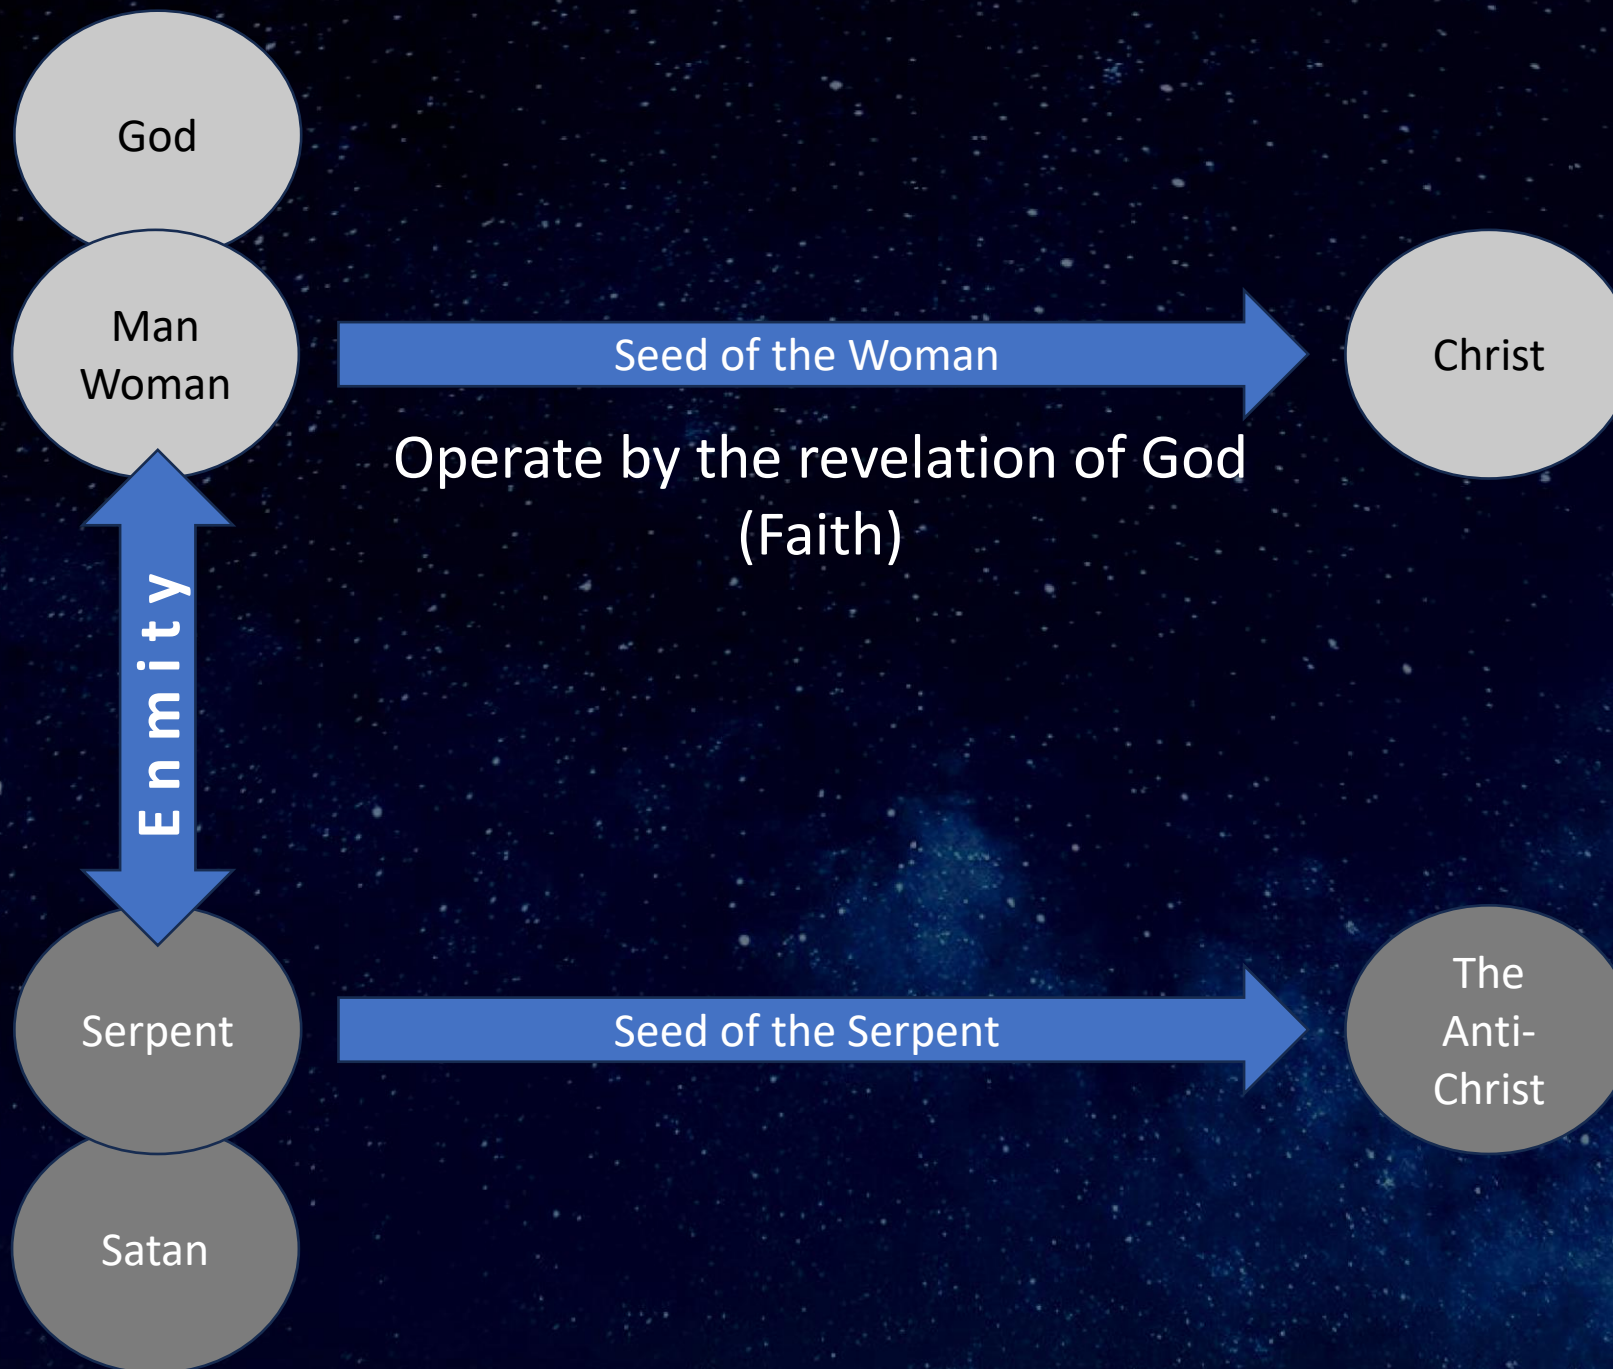 God
Man
Woman
Seed of the Woman
Christ
Operate by the revelation of God
(Faith)
Enmity
Serpent
Seed of the Serpent
The
Anti-
Christ
Satan